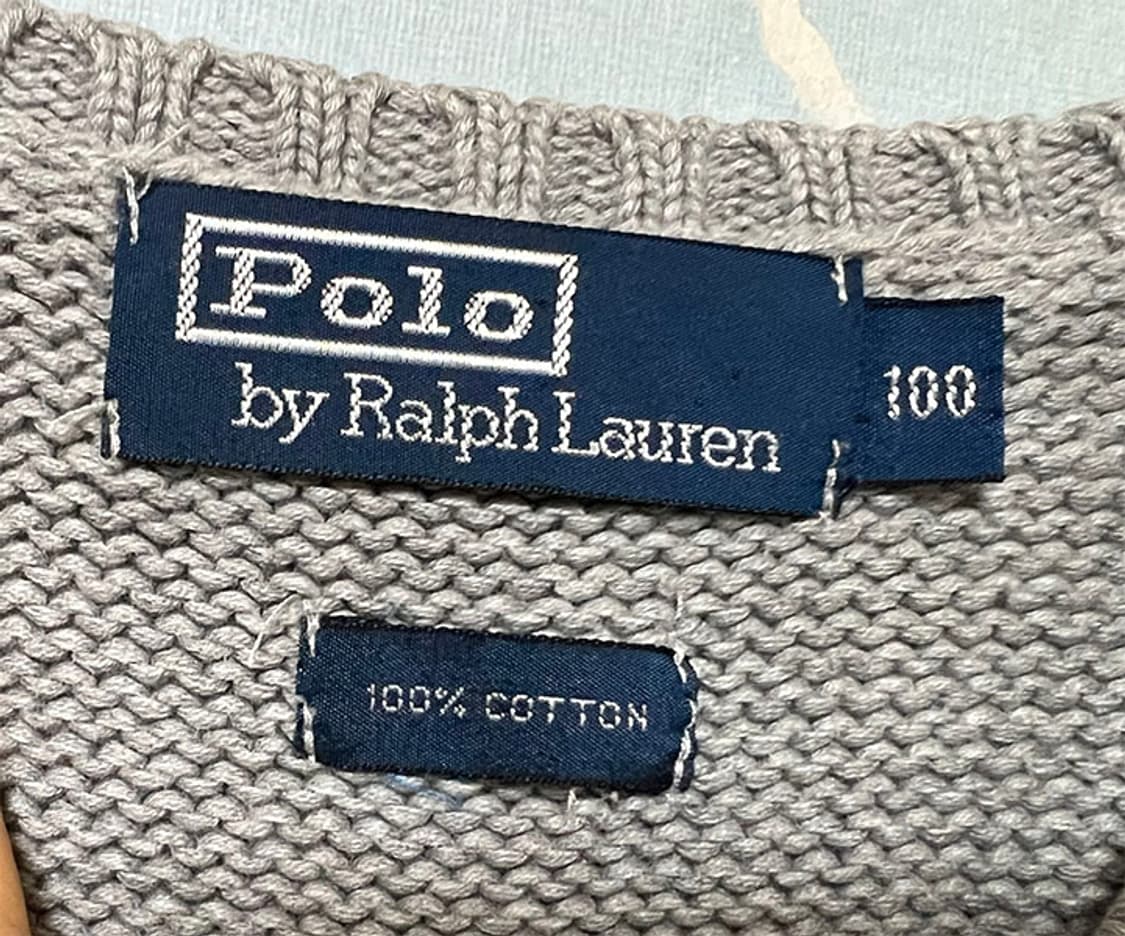 Polo
by Ralph Lauren
100
100% COTTON